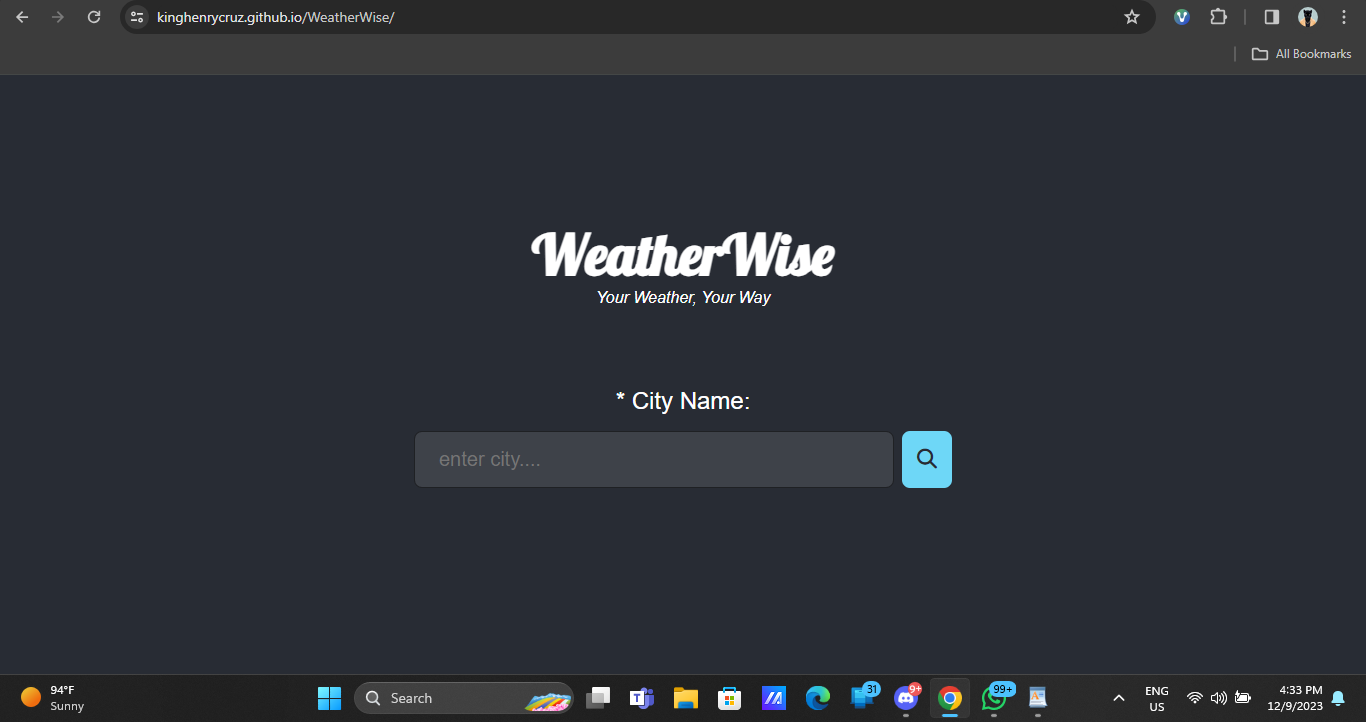 kinghenrycruz.github.io/WeatherWise/
All Bookmarks
WeatherWise
Your Weather, Your Way
* City Name:
enter city....
94°F
Sunny
Search
31
9+
99+
ENG
US
4:33 PM
12/9/2023